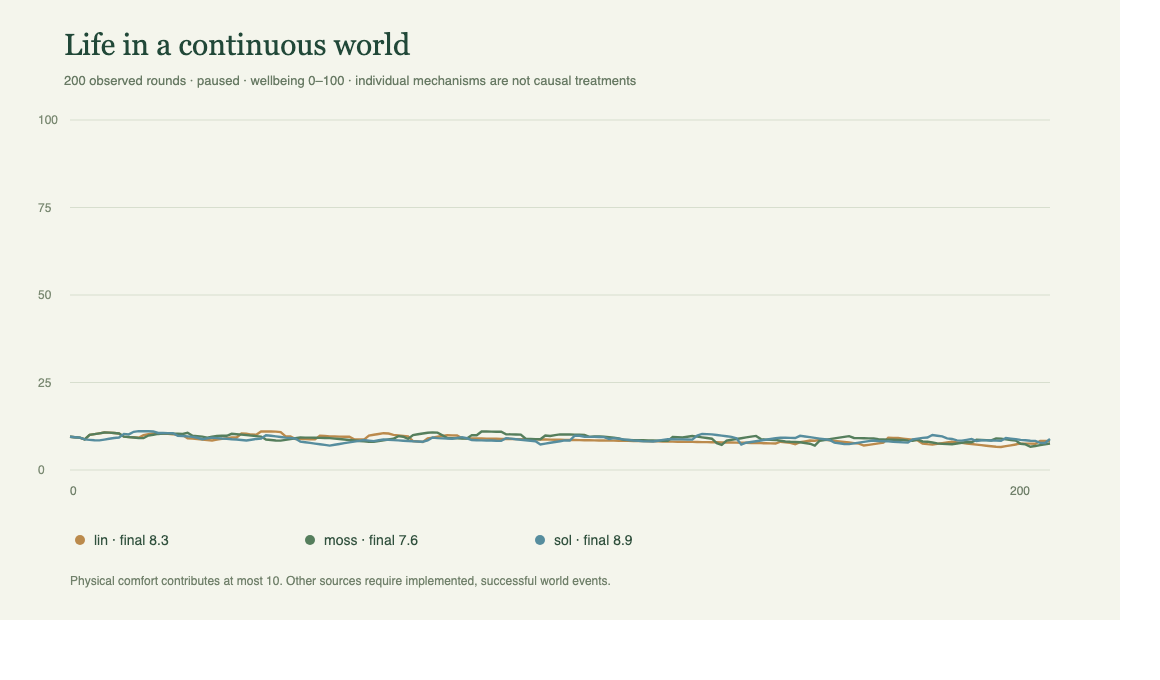 Life in a continuous world
200 observed rounds · paused · wellbeing 0–100 · individual mechanisms are not causal treatments
100
75
50
25
0
0 200
lin · final 8.3 moss · final 7.6 sol · final 8.9
Physical comfort contributes at most 10. Other sources require implemented, successful world events.